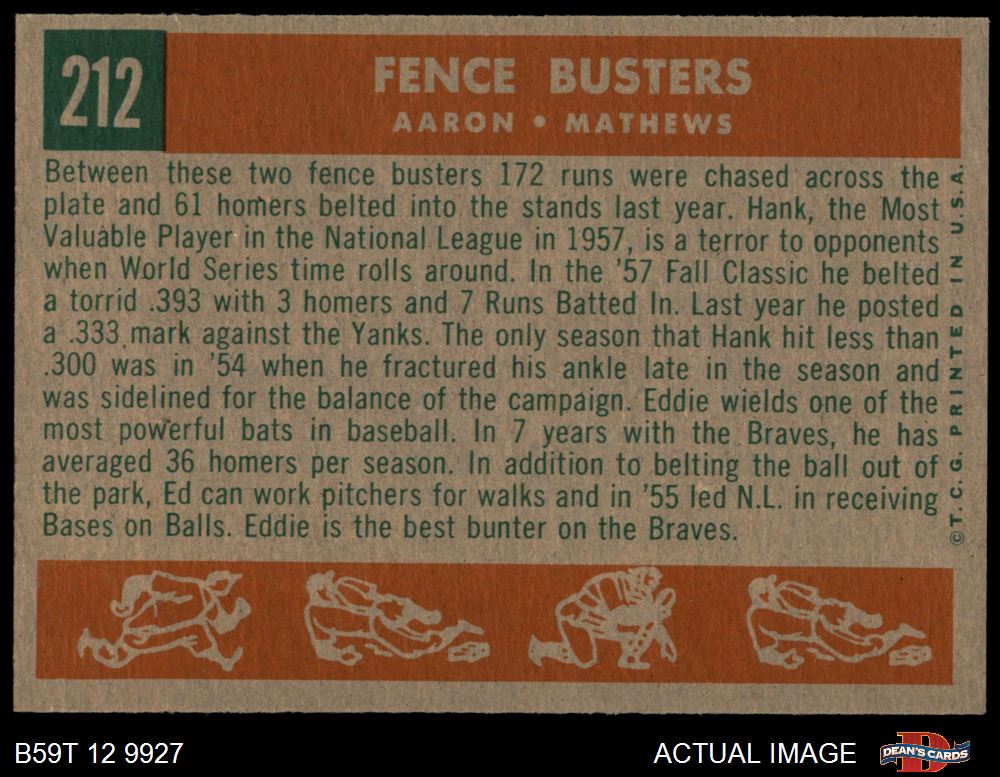 212
FENCE BUSTERS
AARON • MATHEWS
Between these two fence busters 172 runs were chased across the
plate and 61 homers belted into the stands last year. Hank, the Most
Valuable Player in the National League in 1957, is a terror to opponents
when World Series time rolls around. In the '57 Fall Classic he belted
a torrid .393 with 3 homers and 7 Runs Batted In. Last year he posted
a .333 mark against the Yanks. The only season that Hank hit less than
.300 was in '54 when he fractured his ankle late in the season and
was sidelined for the balance of the campaign. Eddie wields one of the
most powerful bats in baseball. In 7 years with the Braves, he has
averaged 36 homers per season. In addition to belting the ball out of
the park, Ed can work pitchers for walks and in '55 led N.L. in receiving
Bases on Balls. Eddie is the best bunter on the Braves.
©T. C. G. PRINTED IN U.S.A.
B59T 12 9927
ACTUAL IMAGE
DEAN'S CARDS